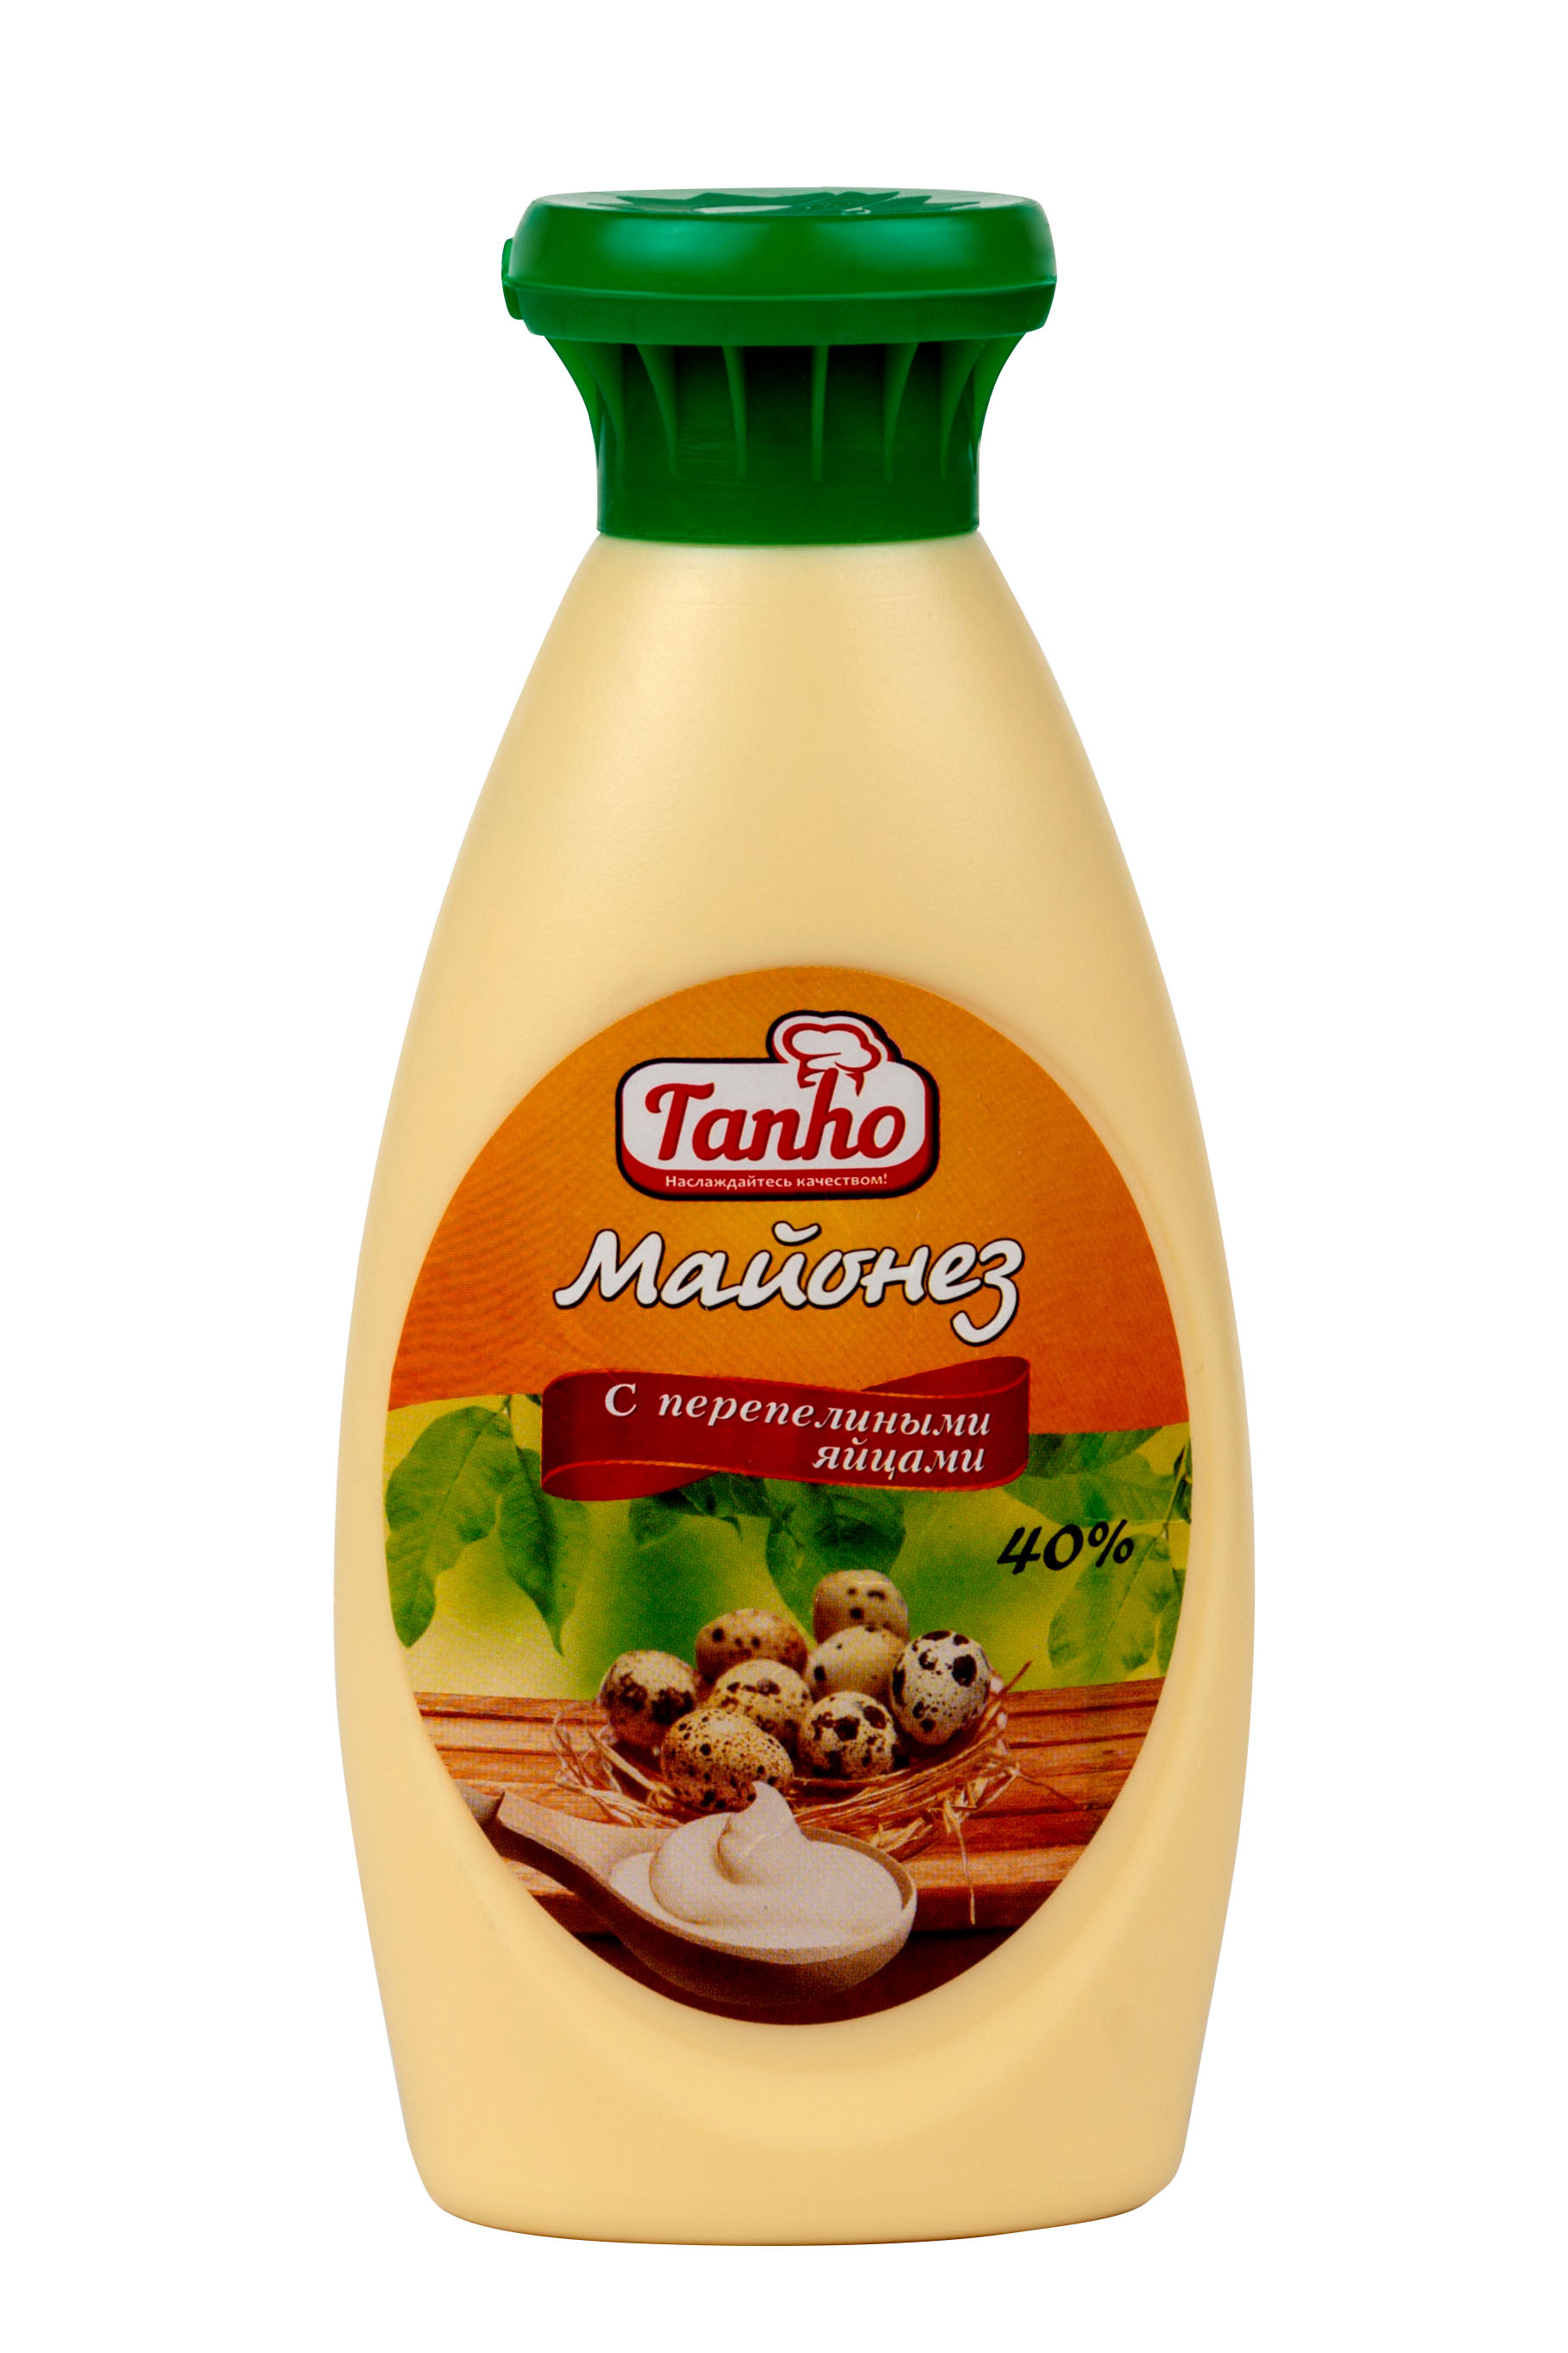 Tanho
Наслаждайтесь качеством!
Майонез
С перепелиными
яйцами
40%